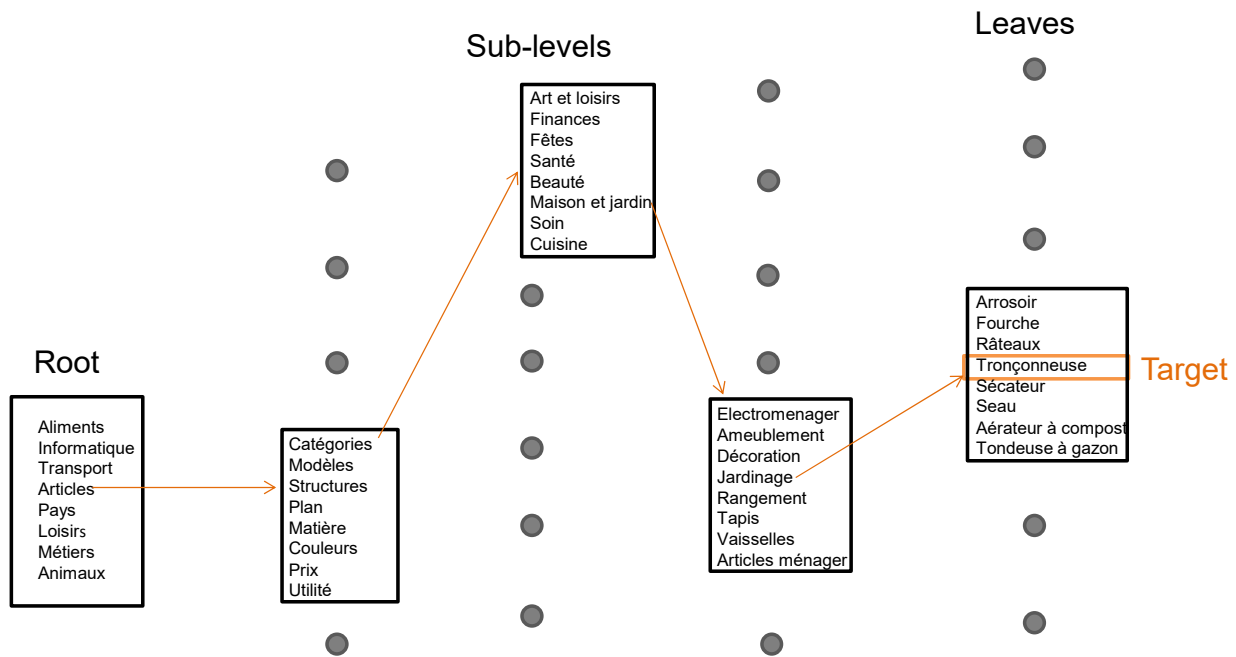 Root
Aliments
Informatique
Transport
Articles
Pays
Loisirs
Métiers
Animaux
Catégories
Modèles
Structures
Plan
Matière
Couleurs
Prix
Utilité
Sub-levels
Art et loisirs
Finances
Fêtes
Santé
Beauté
Maison et jardin
Soin
Cuisine
Electromenager
Ameublement
Décoration
Jardinage
Rangement
Tapis
Vaisselles
Articles ménager
Leaves
Arrosoir
Fourche
Râteaux
Tronçonneuse
Sécateur
Seau
Aérateur à compost
Tondeuse à gazon
Target